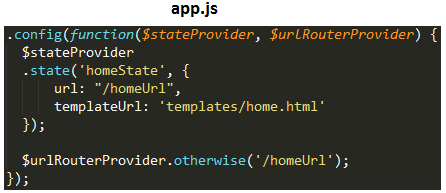 app.js
.config(function($stateProvider, $urlRouterProvider) {
  $stateProvider
  .state('homeState', {
      url: "/homeUrl",
      templateUrl: 'templates/home.html'
  });

  $urlRouterProvider.otherwise('/homeUrl');
});